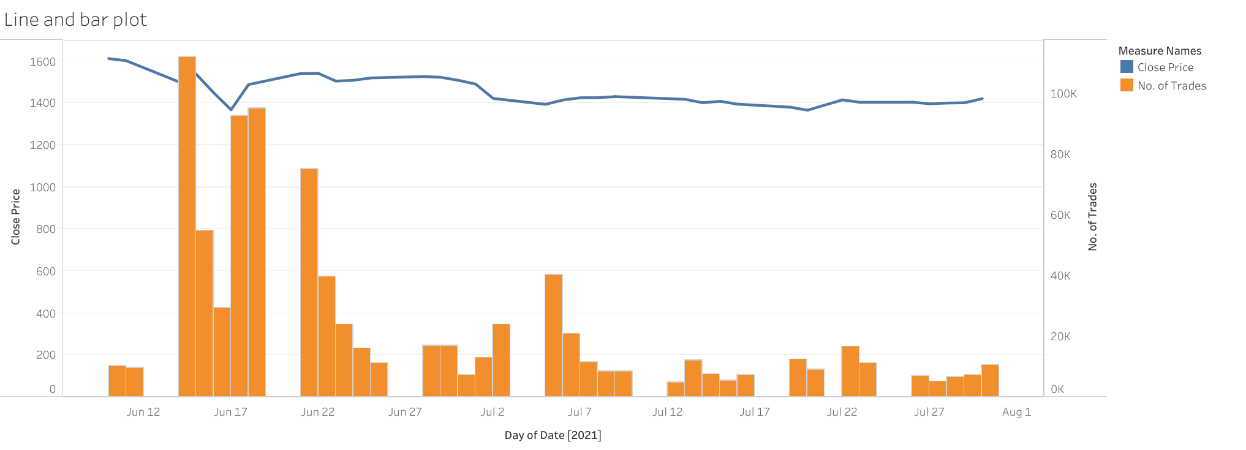 Line and bar plot
Measure Names
Close Price
No. of Trades
Close Price
1600
1400
1200
1000
800
600
400
200
0
100K
80K
60K
40K
20K
0K
No. of Trades
Jun 12 Jun 17 Jun 22 Jun 27 Jul 2 Jul 7 Jul 12 Jul 17 Jul 22 Jul 27 Aug 1
Day of Date [2021]